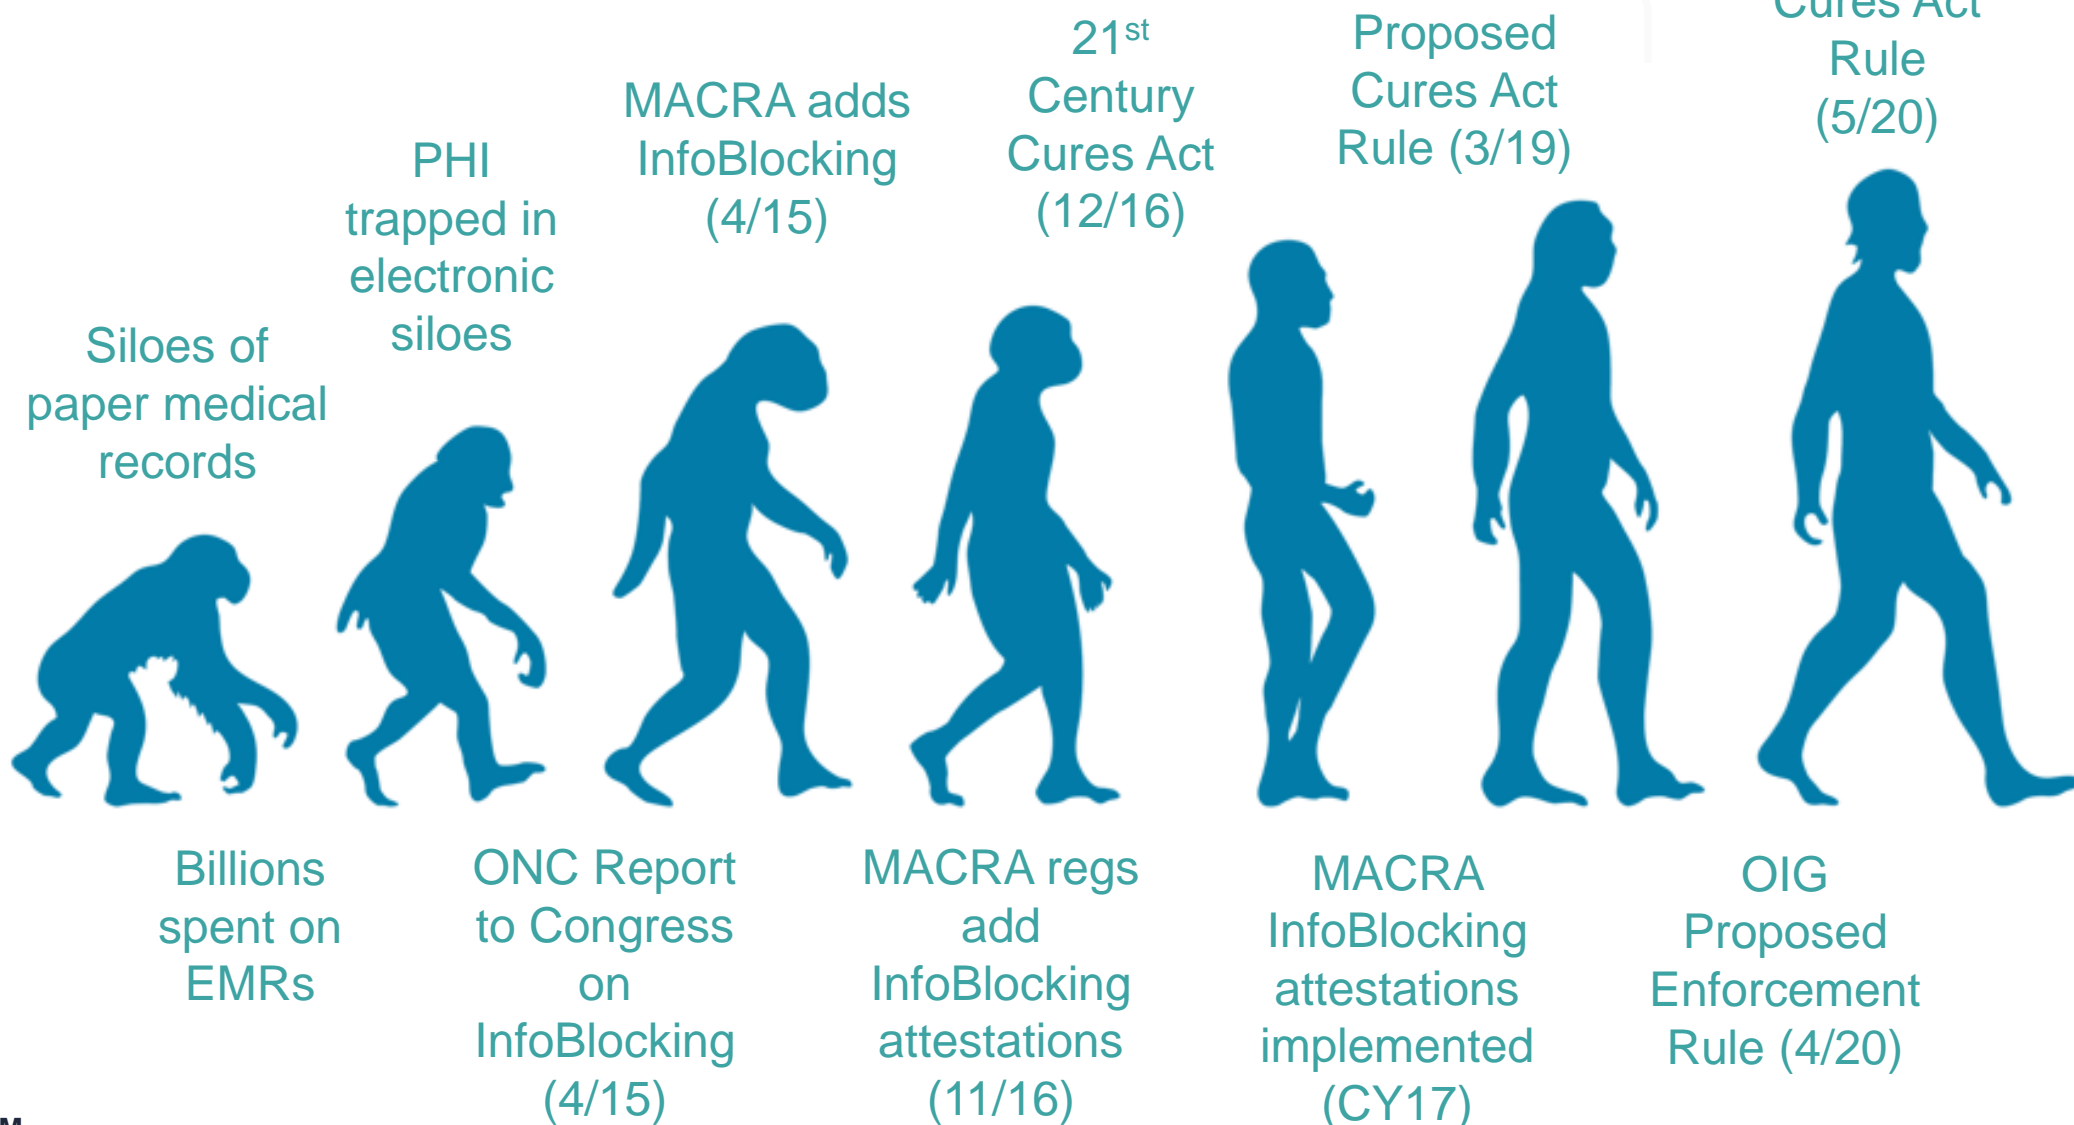 Siloes of
paper medical
records
Billions
spent on
EMRs
PHI
trapped in
electronic
siloes
ONC Report
to Congress
on
InfoBlocking
(4/15)
MACRA adds
InfoBlocking
(4/15)
MACRA regs
add
InfoBlocking
attestations
(11/16)
21st
Century
Cures Act
(12/16)
MACRA
InfoBlocking
attestations
implemented
(CY17)
Proposed
Cures Act
Rule (3/19)
OIG
Proposed
Enforcement
Rule (4/20)
Cures Act
Rule
(5/20)